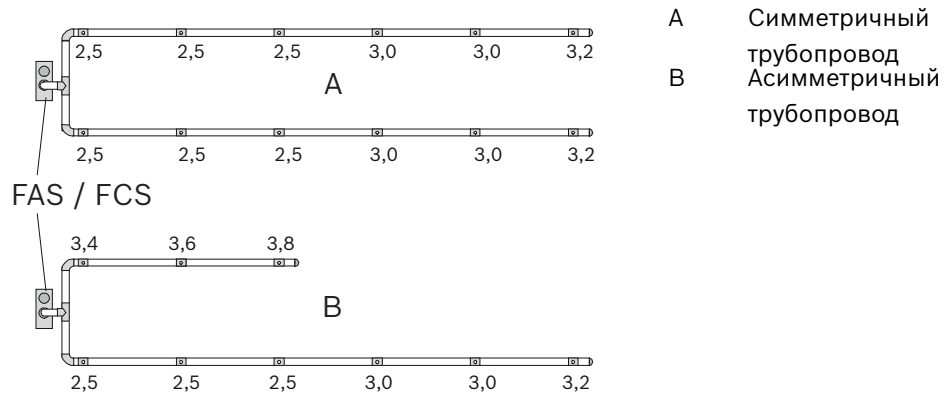 2,5 2,5 2,5 3,0 3,0 3,2
A
2,5 2,5 2,5 3,0 3,0 3,2
FAS / FCS
3,4 3,6 3,8
B
2,5 2,5 2,5 3,0 3,0 3,2
A Симметричный
трубопровод
B Асимметричный
трубопровод